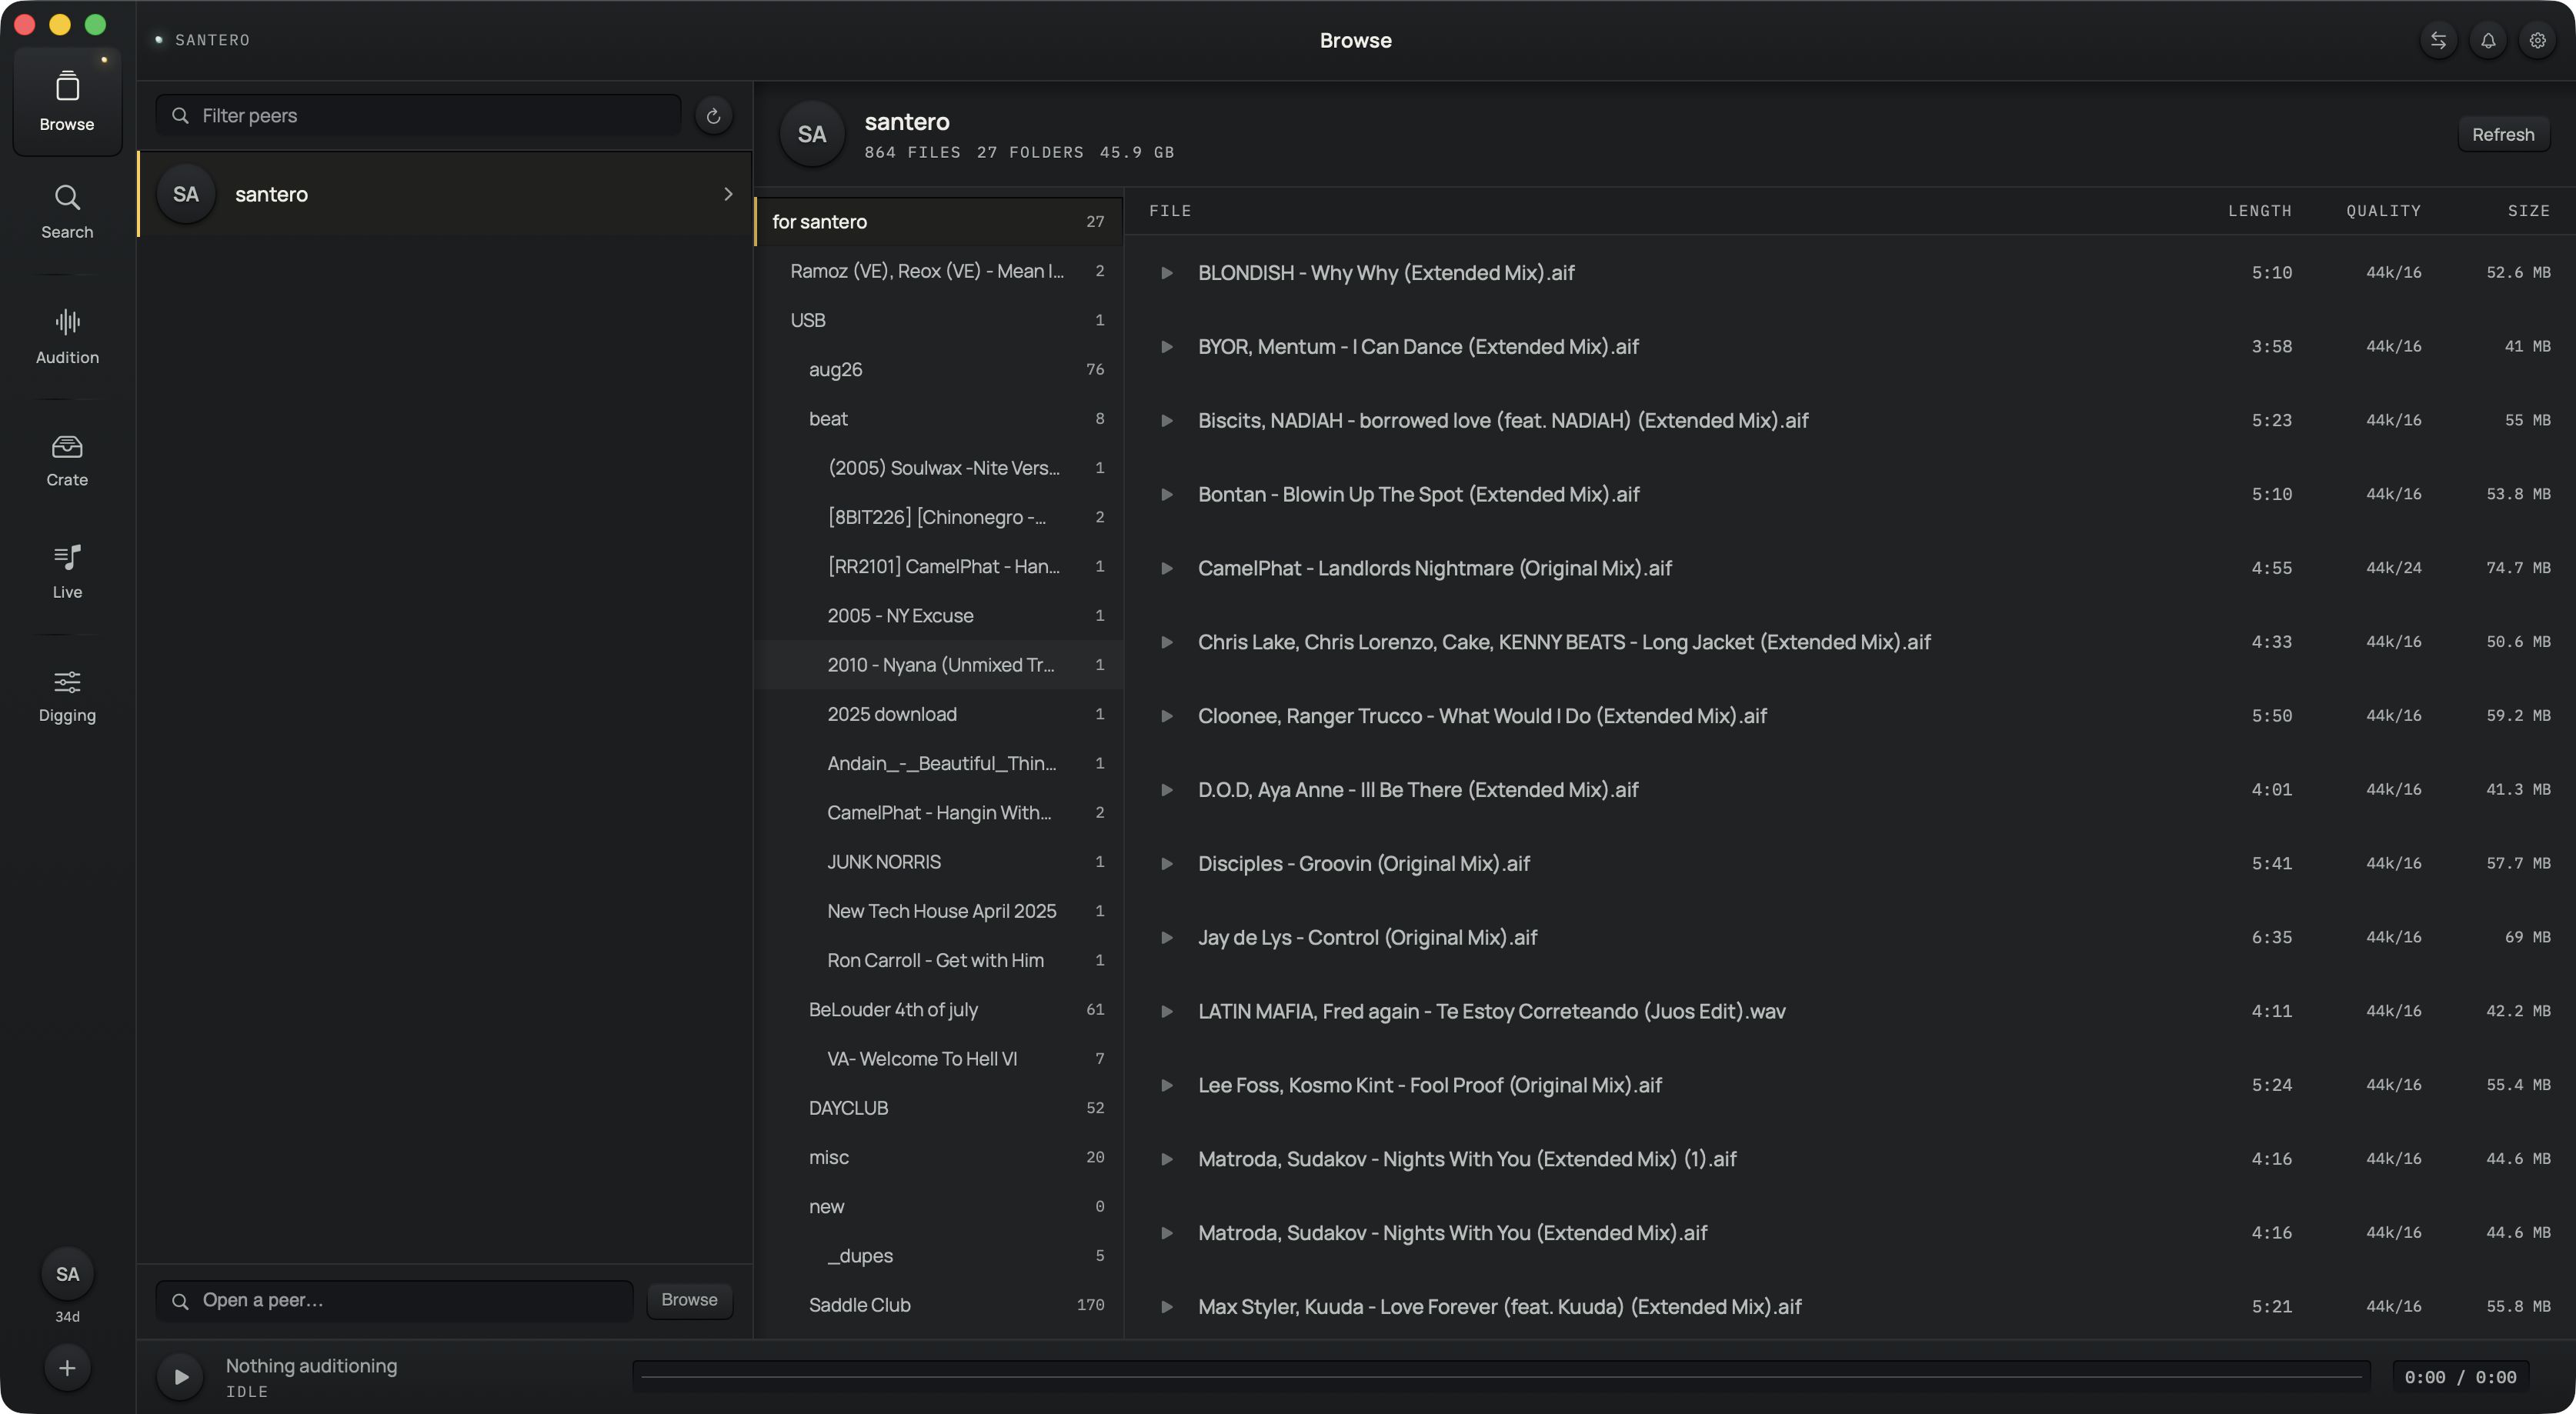 SANTERO
Browse
Browse
Search
Audition
Crate
Live
Digging
SA
34d
Filter peers
SA santero
Open a peer... Browse
SA santero
864 FILES 27 FOLDERS 45.9 GB
Refresh
for santero 27
Ramoz (VE), Reox (VE) - Mean I... 2
USB 1
aug26 76
beat 8
(2005) Soulwax -Nite Vers... 1
[8BIT226] [Chinonegro -... 2
[RR2101] CamelPhat - Han... 1
2005 - NY Excuse 1
2010 - Nyana (Unmixed Tr... 1
2025 download 1
Andain_-_Beautiful_Thin... 1
CamelPhat - Hangin With... 2
JUNK NORRIS 1
New Tech House April 2025 1
Ron Carroll - Get with Him 1
BeLouder 4th of july 61
VA- Welcome To Hell VI 7
DAYCLUB 52
misc 20
new 0
_dupes 5
Saddle Club 170
FILE LENGTH QUALITY SIZE
BLONDISH - Why Why (Extended Mix).aif 5:10 44k/16 52.6 MB
BYOR, Mentum - I Can Dance (Extended Mix).aif 3:58 44k/16 41 MB
Biscits, NADIAH - borrowed love (feat. NADIAH) (Extended Mix).aif 5:23 44k/16 55 MB
Bontan - Blowin Up The Spot (Extended Mix).aif 5:10 44k/16 53.8 MB
CamelPhat - Landlords Nightmare (Original Mix).aif 4:55 44k/24 74.7 MB
Chris Lake, Chris Lorenzo, Cake, KENNY BEATS - Long Jacket (Extended Mix).aif 4:33 44k/16 50.6 MB
Cloonee, Ranger Trucco - What Would I Do (Extended Mix).aif 5:50 44k/16 59.2 MB
D.O.D, Aya Anne - Ill Be There (Extended Mix).aif 4:01 44k/16 41.3 MB
Disciples - Groovin (Original Mix).aif 5:41 44k/16 57.7 MB
Jay de Lys - Control (Original Mix).aif 6:35 44k/16 69 MB
LATIN MAFIA, Fred again - Te Estoy Correteando (Juos Edit).wav 4:11 44k/16 42.2 MB
Lee Foss, Kosmo Kint - Fool Proof (Original Mix).aif 5:24 44k/16 55.4 MB
Matroda, Sudakov - Nights With You (Extended Mix) (1).aif 4:16 44k/16 44.6 MB
Matroda, Sudakov - Nights With You (Extended Mix).aif 4:16 44k/16 44.6 MB
Max Styler, Kuuda - Love Forever (feat. Kuuda) (Extended Mix).aif 5:21 44k/16 55.8 MB
Nothing auditioning
IDLE
0:00 / 0:00